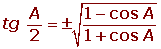 tg A/2 = ±√((1 − cos A)/(1 + cos A))